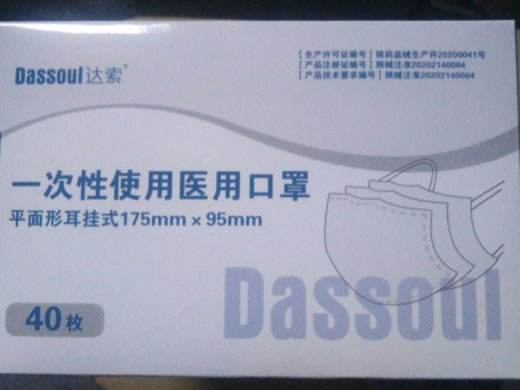 Dassoul达索®
【生产许可证编号】陕药监械生产许20200041号
【产品注册证编号】陕械注准20202140084
【产品技术要求编号】陕械注准20202140084
一次性使用医用口罩
平面形耳挂式175mm×95mm
40枚
Dassoul